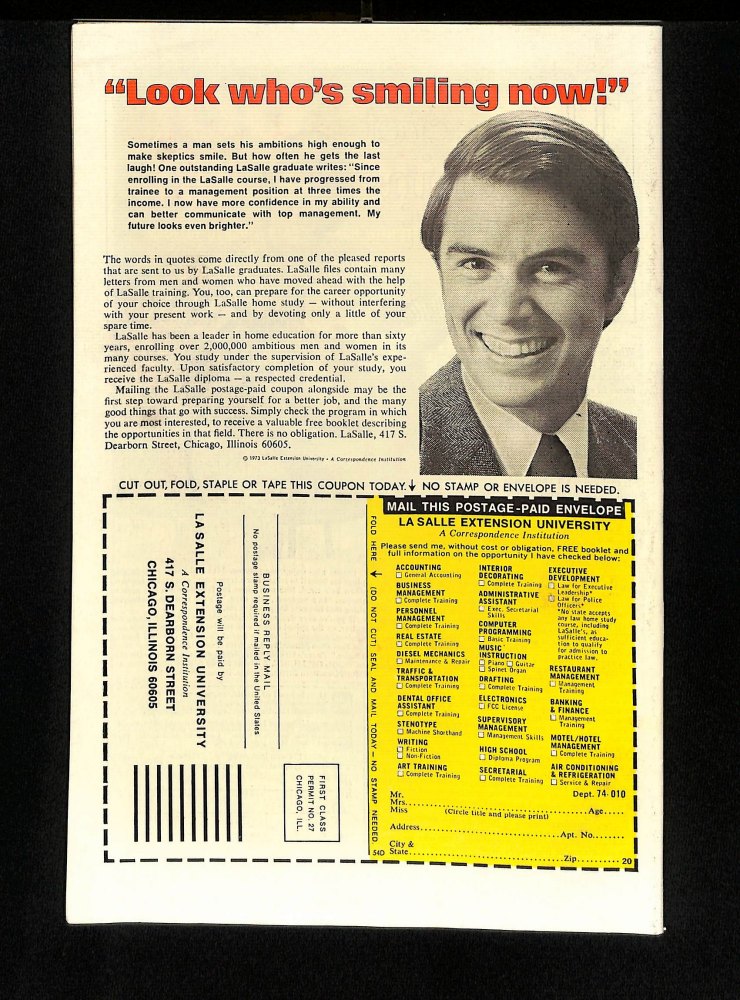 “Look who’s smiling now!”
Sometimes a man sets his ambitions high enough to
make skeptics smile. But how often he gets the last
laugh! One outstanding LaSalle graduate writes: “Since
enrolling in the LaSalle course, I have progressed from
trainee to a management position at three times the
income. I now have more confidence in my ability and
can better communicate with top management. My
future looks even brighter.”
The words in quotes come directly from one of the pleased reports
that are sent to us by LaSalle graduates. LaSalle files contain many
letters from men and women who have moved ahead with the help
of LaSalle training. You, too, can prepare for the career opportunity
of your choice through LaSalle home study — without interfering
with your present work — and by devoting only a little of your
spare time.
LaSalle has been a leader in home education for more than sixty
years, enrolling over 2,000,000 ambitious men and women in its
many courses. You study under the supervision of LaSalle’s expe-
rienced faculty. Upon satisfactory completion of your study, you
receive the LaSalle diploma — a respected credential.
Mailing the LaSalle postage-paid coupon alongside may be the
first step toward preparing yourself for a better job, and the many
good things that go with success. Simply check the program in which
you are most interested, to receive a valuable free booklet describing
the opportunities in that field. There is no obligation. LaSalle, 417 S.
Dearborn Street, Chicago, Illinois 60605.
© 1973 LaSalle Extension University • A Correspondence Institution
CUT OUT, FOLD, STAPLE OR TAPE THIS COUPON TODAY. ↓ NO STAMP OR ENVELOPE IS NEEDED.
FIRST CLASS
PERMIT NO. 27
CHICAGO, ILL.
BUSINESS REPLY MAIL
No postage stamp required if mailed in the United States
Postage will be paid by
LA SALLE EXTENSION UNIVERSITY
A Correspondence Institution
417 S. DEARBORN STREET
CHICAGO, ILLINOIS 60605
FOLD HERE ↓ (DO NOT CUT) SEAL AND MAIL TODAY — NO STAMP NEEDED.
MAIL THIS POSTAGE-PAID ENVELOPE
LA SALLE EXTENSION UNIVERSITY
A Correspondence Institution
Please send me, without cost or obligation, FREE booklet and
full information on the opportunity I have checked below:
ACCOUNTING
☐ General Accounting
BUSINESS
MANAGEMENT
☐ Complete Training
PERSONNEL
MANAGEMENT
☐ Complete Training
REAL ESTATE
☐ Complete Training
DIESEL MECHANICS
☐ Maintenance & Repair
TRAFFIC &
TRANSPORTATION
☐ Complete Training
DENTAL OFFICE
ASSISTANT
☐ Complete Training
STENOTYPE
☐ Machine Shorthand
WRITING
☐ Fiction
☐ Non-Fiction
ART TRAINING
☐ Complete Training
INTERIOR
DECORATING
☐ Complete Training
ADMINISTRATIVE
ASSISTANT
☐ Exec. Secretarial
Skills
COMPUTER
PROGRAMMING
☐ Basic Training
MUSIC
INSTRUCTION
☐ Piano ☐ Guitar
☐ Spinet Organ
DRAFTING
☐ Complete Training
ELECTRONICS
☐ FCC License
SUPERVISORY
MANAGEMENT
☐ Management Skills
HIGH SCHOOL
☐ Diploma Program
SECRETARIAL
☐ Complete Training
EXECUTIVE
DEVELOPMENT
☐ Law for Executive
Leadership*
☐ Law for Police
Officers*
*No state accepts
any law home study
course, including
LaSalle’s, as
sufficient educa-
tion to qualify
for admission to
practice law.
RESTAURANT
MANAGEMENT
☐ Management
Training
BANKING
& FINANCE
☐ Management
Training
MOTEL/HOTEL
MANAGEMENT
☐ Complete Training
AIR CONDITIONING
& REFRIGERATION
☐ Service & Repair
Dept. 74-010
Mr.
Mrs.
Miss
Age
(Circle title and please print)
Address
Apt. No.
City &
State
Zip
54D
20